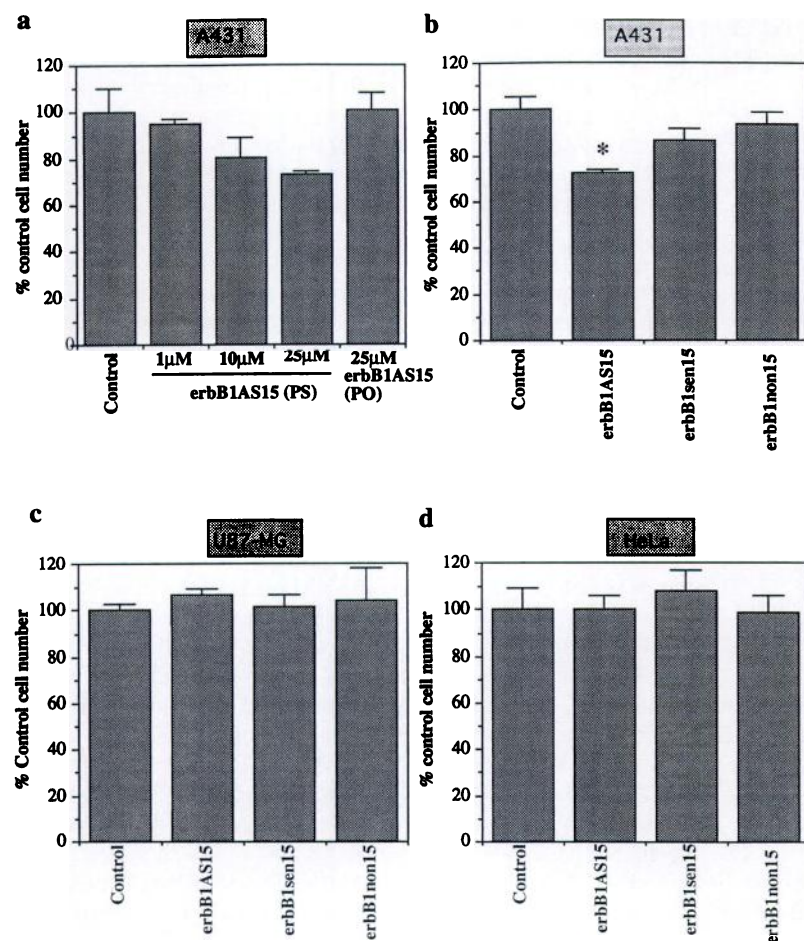 a
A431
120
100
80
60
40
20
0
% control cell number
Control
1µM 10µM 25µM 25µM
erbB1AS15 (PS)
erbB1AS15
(PO)
b
A431
120
100
80
60
40
20
0
% control cell number
*
Control
erbB1AS15
erbB1sen15
erbB1non15
c
U87-MG
120
100
80
60
40
20
0
% Control cell number
Control
erbB1AS15
erbB1sen15
erbB1non15
d
HeLa
120
100
80
60
40
20
0
% control cell number
Control
erbB1AS15
erbB1sen15
erbB1non15